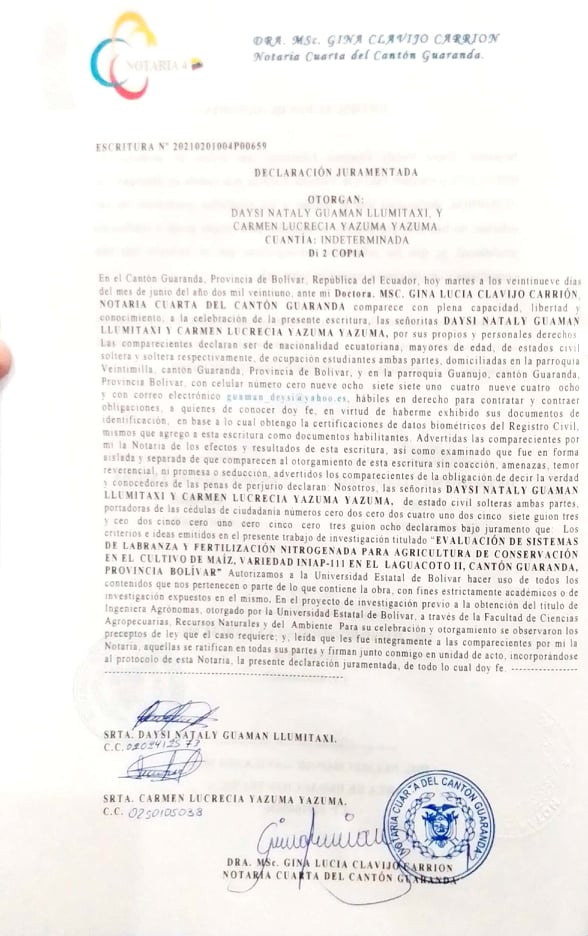 NOTARIA 4
DRA. MSc. GINA CLAVIJO CARRION
Notaria Cuarta del Cantón Guaranda.
ESCRITURA N° 20210201004P00659
DECLARACIÓN JURAMENTADA
OTORGAN:
DAYSI NATALY GUAMAN LLUMITAXI, Y
CARMEN LUCRECIA YAZUMA YAZUMA.
CUANTÍA: INDETERMINADA
Di 2 COPIA
En el Cantón Guaranda, Provincia de Bolívar, República del Ecuador, hoy martes a los veintinueve días
del mes de junio del año dos mil veintiuno, ante mi Doctora. MSC. GINA LUCIA CLAVIJO CARRIÓN,
NOTARIA CUARTA DEL CANTÓN GUARANDA comparece con plena capacidad, libertad y
conocimiento, a la celebración de la presente escritura, las señoritas DAYSI NATALY GUAMAN
LLUMITAXI Y CARMEN LUCRECIA YAZUMA YAZUMA, por sus propios y personales derechos.
Las comparecientes declaran ser de nacionalidad ecuatoriana, mayores de edad, de estados civil
soltera y soltera respectivamente, de ocupación estudiantes ambas partes, domiciliadas en la parroquia
Veintimilla, cantón Guaranda, Provincia de Bolívar, y en la parroquia Guanujo, cantón Guaranda,
Provincia Bolívar, con celular número cero nueve ocho siete siete uno cuatro nueve cuatro ocho
y con correo electrónico guaman_deysi@yahoo.es, hábiles en derecho para contratar y contraer
obligaciones, a quienes de conocer doy fe, en virtud de haberme exhibido sus documentos de
identificación, en base a lo cual obtengo la certificaciones de datos biométricos del Registro Civil,
mismos que agrego a esta escritura como documentos habilitantes. Advertidas las comparecientes por
mi la Notaria de los efectos y resultados de esta escritura, así como examinado que fue en forma
aislada y separada de que comparecen al otorgamiento de esta escritura sin coacción, amenazas, temor
reverencial, ni promesa o seducción, advertidos los comparecientes de la obligación de decir la verdad
y conocedores de las penas de perjurio declaran: Nosotros, las señoritas DAYSI NATALY GUAMAN
LLUMITAXI Y CARMEN LUCRECIA YAZUMA YAZUMA, de estado civil solteras ambas partes,
portadoras de las cédulas de ciudadanía números cero dos cero dos cuatro uno dos cinco siete guion tres
y ceo dos cinco cero uno cero cinco cero tres guion ocho declaramos bajo juramento que: Los
criterios e ideas emitidos en el presente trabajo de investigación titulado "EVALUACIÓN DE SISTEMAS
DE LABRANZA Y FERTILIZACIÓN NITROGENADA PARA AGRICULTURA DE CONSERVACIÓN
EN EL CULTIVO DE MAÍZ, VARIEDAD INIAP-111 EN EL LAGUACOTO II, CANTÓN GUARANDA,
PROVINCIA BOLÍVAR" Autorizamos a la Universidad Estatal de Bolívar hacer uso de todos los
contenidos que nos pertenecen o parte de lo que contiene la obra, con fines estrictamente académicos o de
investigación expuestos en el mismo. En el proyecto de investigación previo a la obtención del título de
Ingeniera Agrónomas, otorgado por la Universidad Estatal de Bolívar, a través de la Facultad de Ciencias
Agropecuarias, Recursos Naturales y del Ambiente. Para su celebración y otorgamiento se observaron los
preceptos de ley que el caso requiere; y, leída que les fue íntegramente a las comparecientes por mi la
Notaria, aquellas se ratifican en todas sus partes y firman junto conmigo en unidad de acto, incorporándose
al protocolo de esta Notaria, la presente declaración juramentada, de todo lo cual doy fe. ---------------
SRTA. DAYSI NATALY GUAMAN LLUMITAXI.
C.C. 0202412573
SRTA. CARMEN LUCRECIA YAZUMA YAZUMA.
C.C. 0250105038
NOTARIA CUARTA DEL CANTÓN GUARANDA
DRA. MSc. GINA LUCIA CLAVIJO CARRION
NOTARIA CUARTA DEL CANTÓN GUARANDA